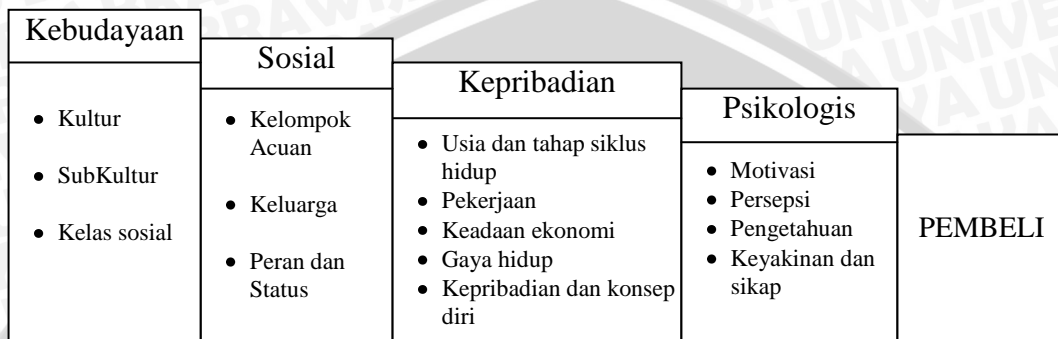 Kebudayaan
• Kultur
• SubKultur
• Kelas sosial
Sosial
• Kelompok
Acuan
• Keluarga
• Peran dan
Status
Kepribadian
• Usia dan tahap siklus
hidup
• Pekerjaan
• Keadaan ekonomi
• Gaya hidup
• Kepribadian dan konsep
diri
Psikologis
• Motivasi
• Persepsi
• Pengetahuan
• Keyakinan dan
sikap
PEMBELI